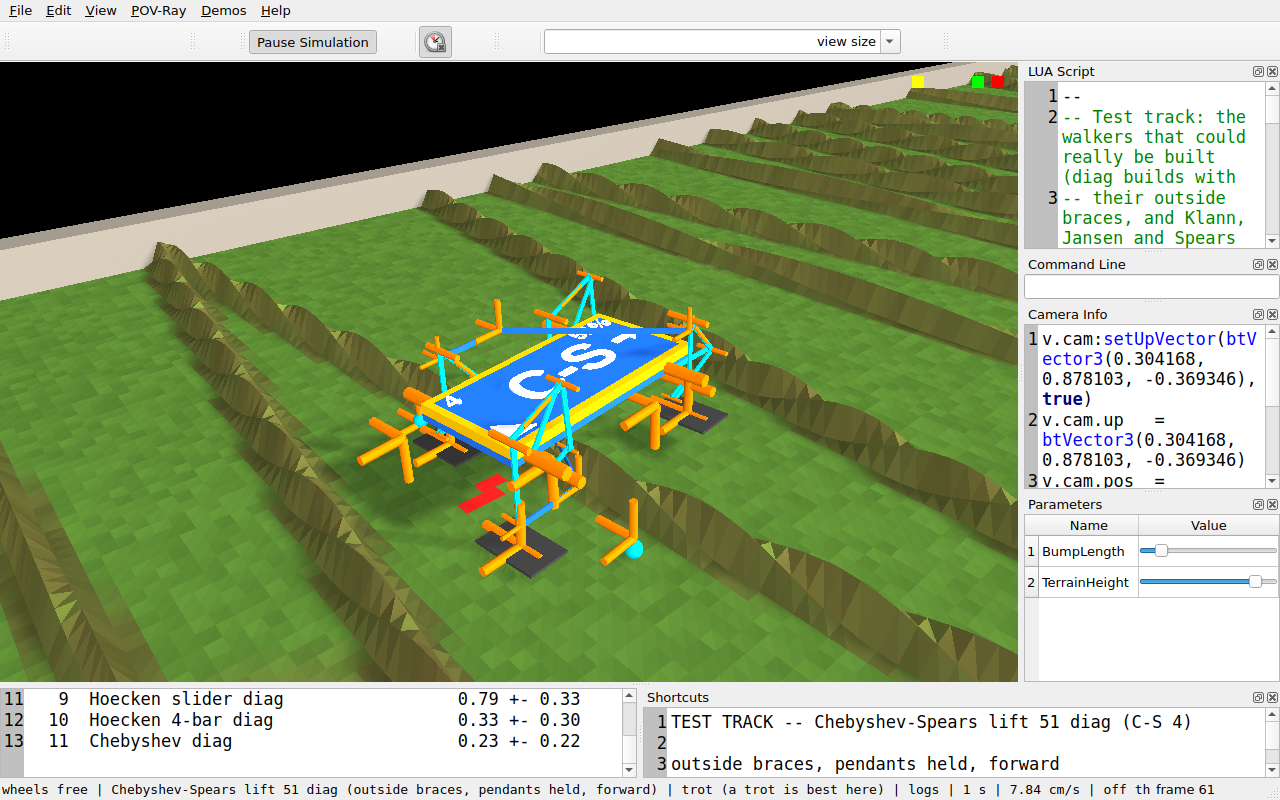 File Edit View POV-Ray Demos Help
Pause Simulation
view size
LUA Script
1 --
2 -- Test track: the
walkers that could
really be built
(diag builds with
3 -- their outside
braces, and Klann,
Jansen and Spears
Command Line
Camera Info
1 v.cam:setUpVector(btV
ector3(0.304168,
0.878103, -0.369346),
true)
2 v.cam.up =
btVector3(0.304168,
0.878103, -0.369346)
3 v.cam.pos =
Parameters
Name Value
1 BumpLength
2 TerrainHeight
C-S
4
11 9 Hoecken slider diag 0.79 +- 0.33
12 10 Hoecken 4-bar diag 0.33 +- 0.30
13 11 Chebyshev diag 0.23 +- 0.22
Shortcuts
1 TEST TRACK -- Chebyshev-Spears lift 51 diag (C-S 4)
2
3 outside braces, pendants held, forward
wheels free | Chebyshev-Spears lift 51 diag (outside braces, pendants held, forward) | trot (a trot is best here) | logs | 1 s | 7.84 cm/s | off th frame 61